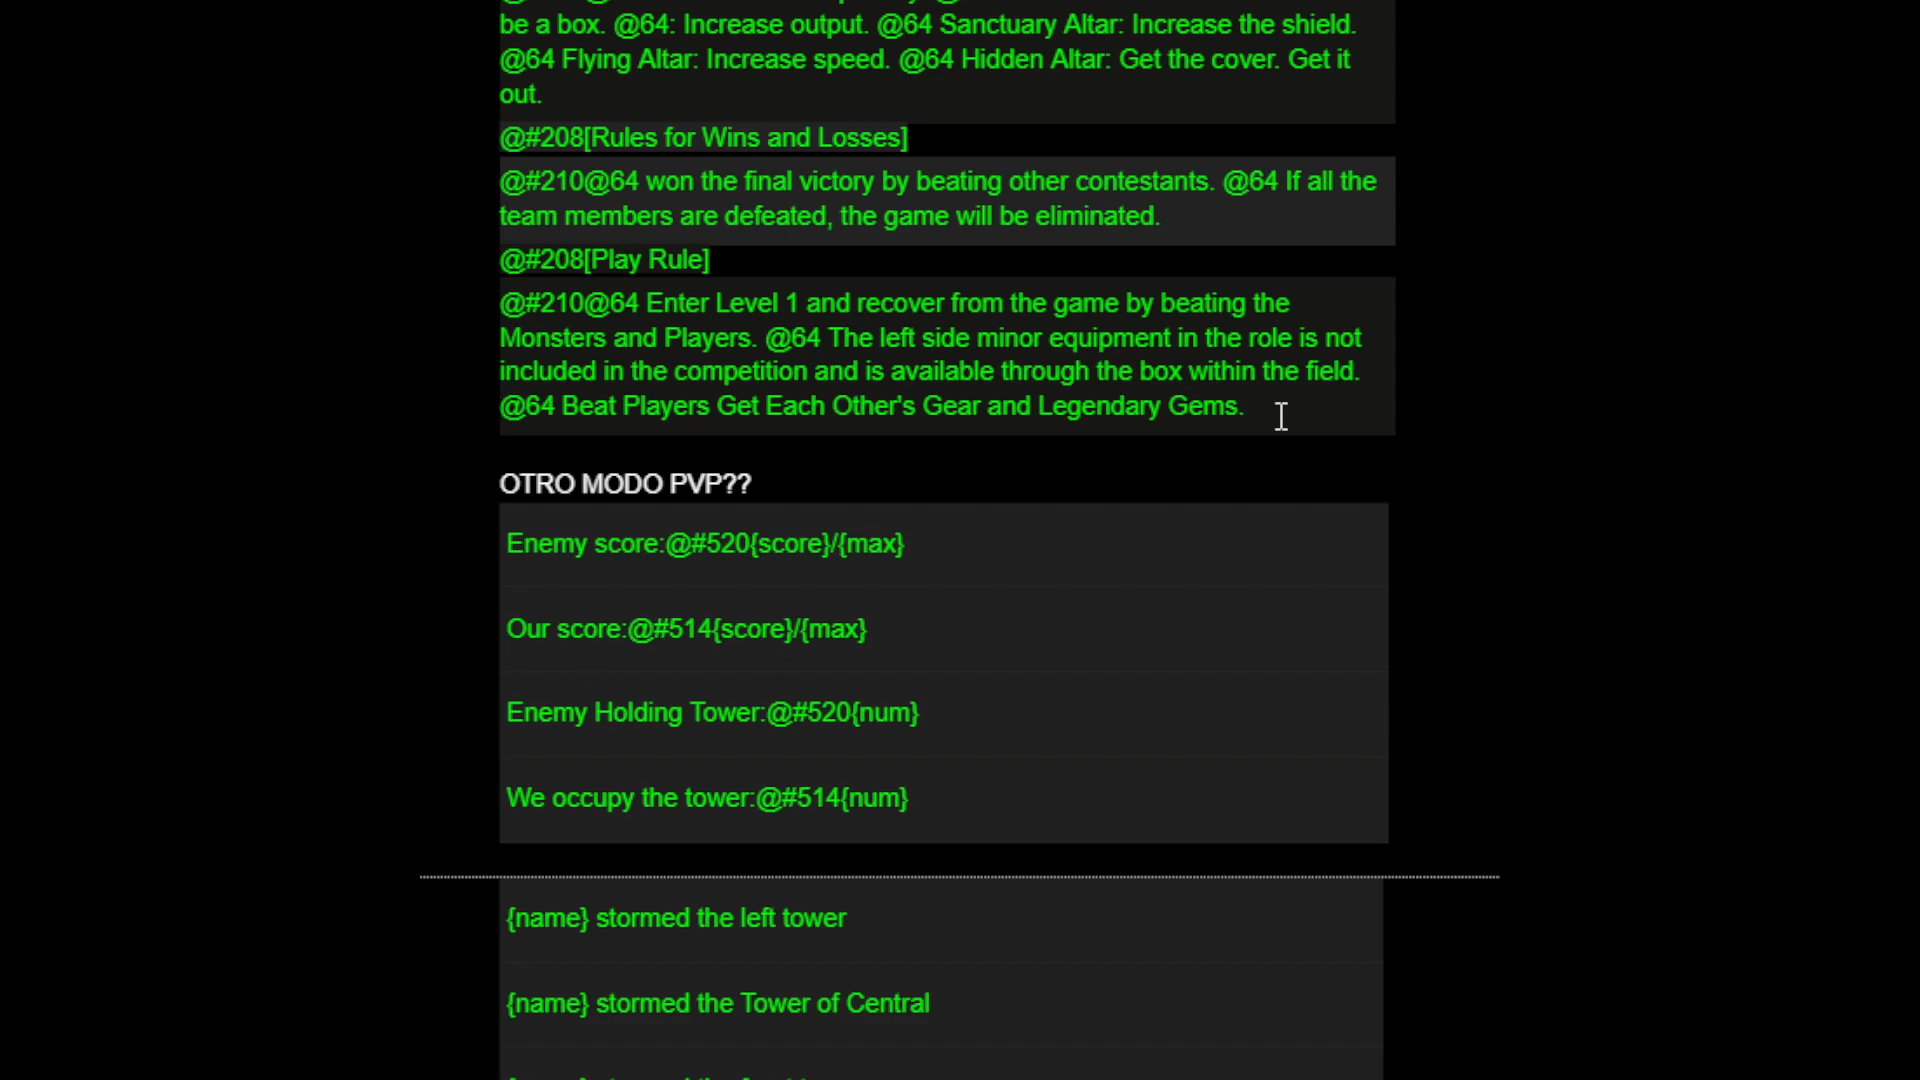 be a box. @64: Increase output. @64 Sanctuary Altar: Increase the shield.
@64 Flying Altar: Increase speed. @64 Hidden Altar: Get the cover. Get it
out.
@#208[Rules for Wins and Losses]
@#210@64 won the final victory by beating other contestants. @64 If all the
team members are defeated, the game will be eliminated.
@#208[Play Rule]
@#210@64 Enter Level 1 and recover from the game by beating the
Monsters and Players. @64 The left side minor equipment in the role is not
included in the competition and is available through the box within the field.
@64 Beat Players Get Each Other's Gear and Legendary Gems.
OTRO MODO PVP??
Enemy score:@#520{score}/{max}
Our score:@#514{score}/{max}
Enemy Holding Tower:@#520{num}
We occupy the tower:@#514{num}
{name} stormed the left tower
{name} stormed the Tower of Central